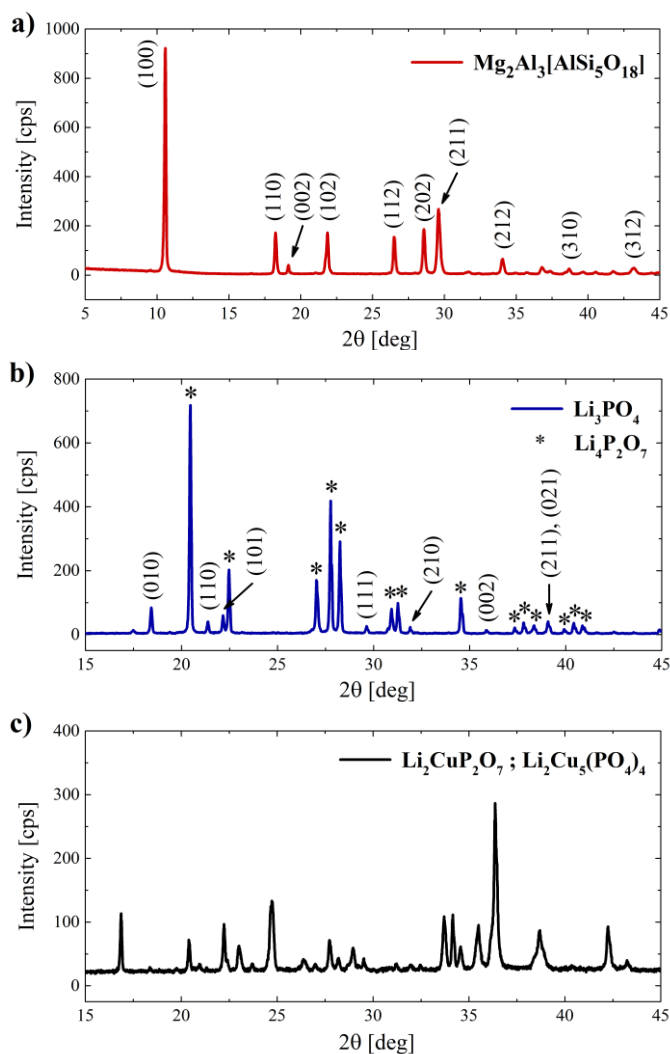 a)
1000
800
600
400
200
0
Intensity [cps]
Mg₂Al₃[AlSi₅O₁₈]
(100)
(110)
(002)
(102)
(112)
(202)
(211)
(212)
(310)
(312)
5 10 15 20 25 30 35 40 45
2θ [deg]
b)
800
600
400
200
0
Intensity [cps]
Li₃PO₄
* Li₄P₂O₇
(010)
*
(110)
(101)
*
*
*
*
(111)
**
(210)
*
(002)
*
*
*
(211), (021)
*
*
*
15 20 25 30 35 40 45
2θ [deg]
c)
400
300
200
100
0
Intensity [cps]
Li₂CuP₂O₇ ; Li₂Cu₅(PO₄)₄
15 20 25 30 35 40 45
2θ [deg]